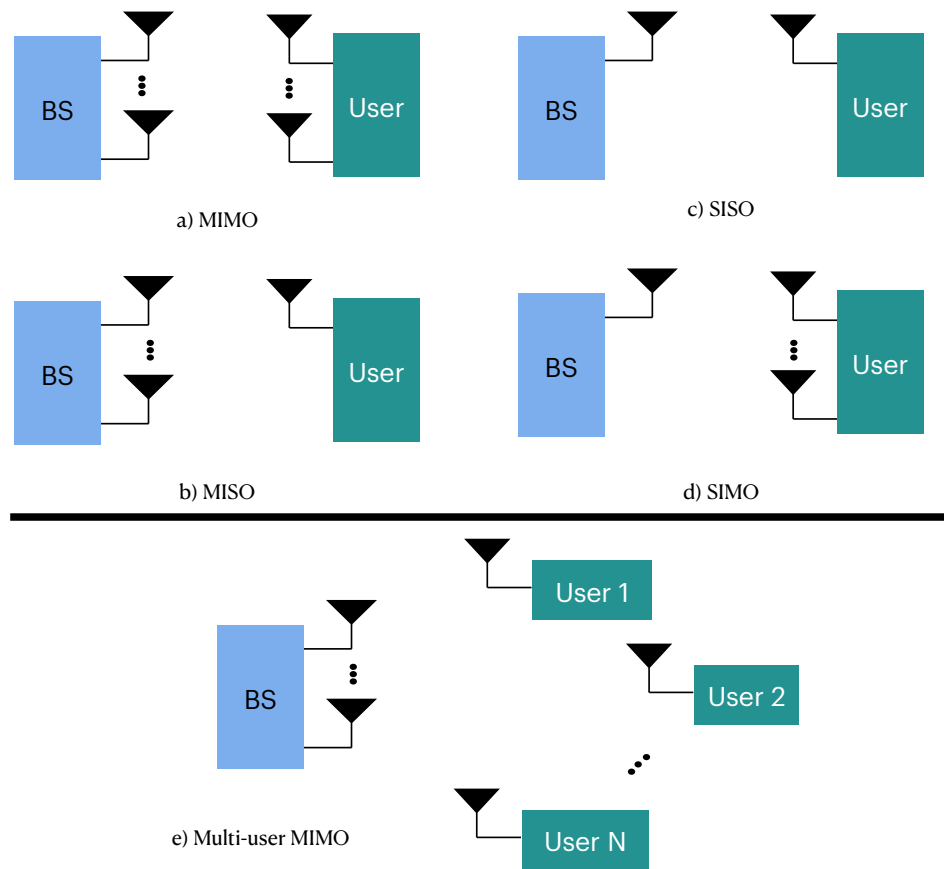 BS
User
a) MIMO
BS
User
c) SISO
BS
User
b) MISO
BS
User
d) SIMO
BS
User 1
User 2
User N
e) Multi-user MIMO